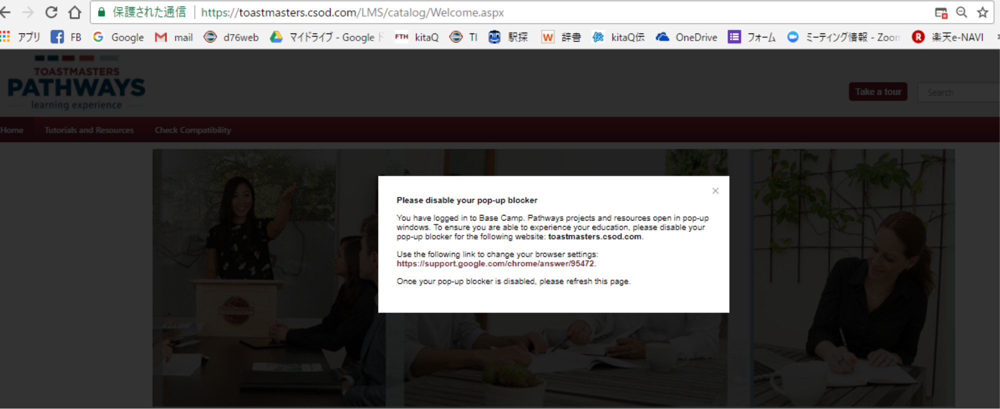 保護された通信 https://toastmasters.csod.com/LMS/catalog/Welcome.aspx
アプリ FB Google mail d76web マイドライブ - Google FTH kitaQ TI 駅探 W 辞書 kitaQ伝 OneDrive フォーム ミーティング情報 - Zoom R 楽天e-NAVI
TOASTMASTERS
PATHWAYS
learning experience
Take a tour Search
Home Tutorials and Resources Check Compatibility
Please disable your pop-up blocker
You have logged in to Base Camp. Pathways projects and resources open in pop-up
windows. To ensure you are able to experience your education, please disable your
pop-up blocker for the following website: toastmasters.csod.com.
Use the following link to change your browser settings:
https://support.google.com/chrome/answer/95472.
Once your pop-up blocker is disabled, please refresh this page.
TOASTMASTERS